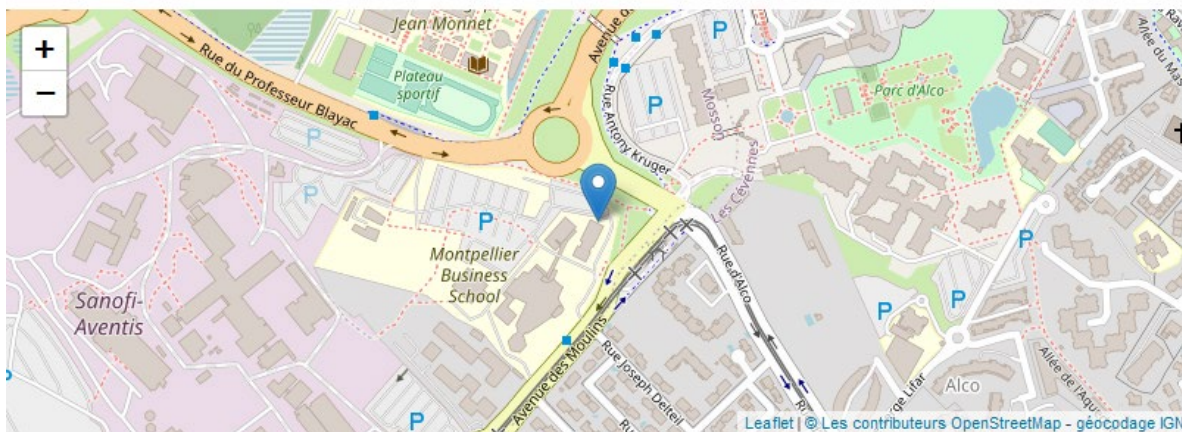 +
−
Jean Monnet
Plateau
sportif
Rue du Professeur Blayac
P
P
P
P
Rue Antony Kruger
Mosson
Les Cévennes
Parc d'Alco
P
Montpellier
Business
School
Sanofi-
Aventis
Rue d'Alco
P
P
P
Avenue des Moulins
Rue Joseph Delteil
P
Alco
Allée de l'Aqu
Leaflet | © Les contributeurs OpenStreetMap - géocodage IGN